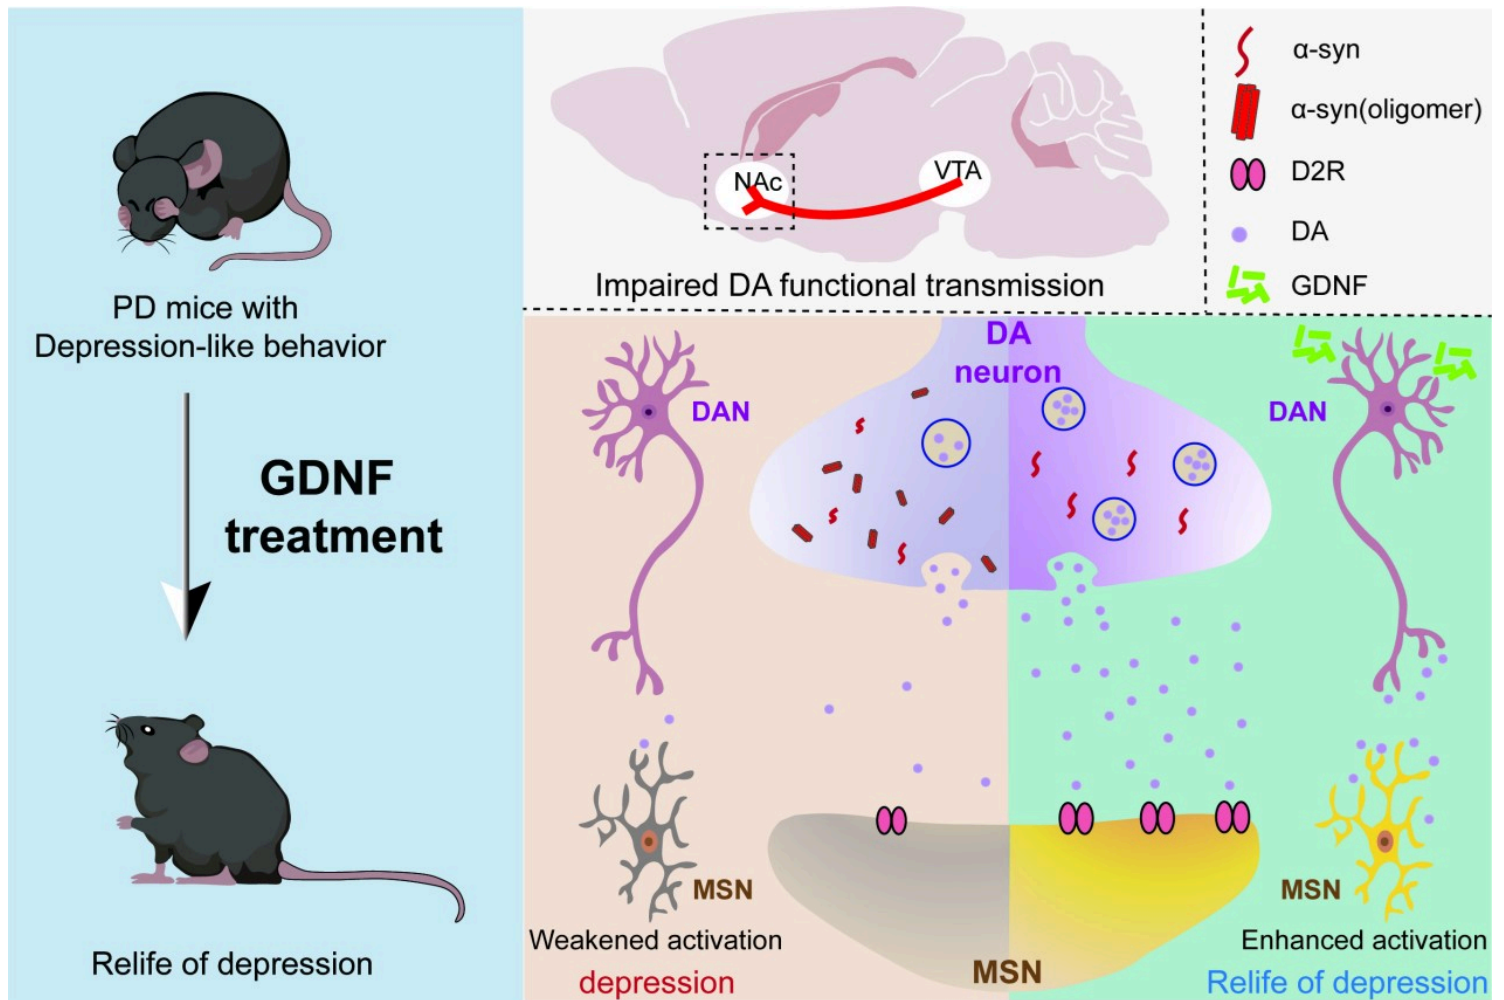 PD mice with
Depression-like behavior
GDNF
treatment
Relife of depression
NAc
VTA
Impaired DA functional transmission
α-syn
α-syn(oligomer)
D2R
DA
GDNF
DA
neuron
DAN
DAN
MSN
MSN
Weakened activation
depression
MSN
Enhanced activation
Relife of depression